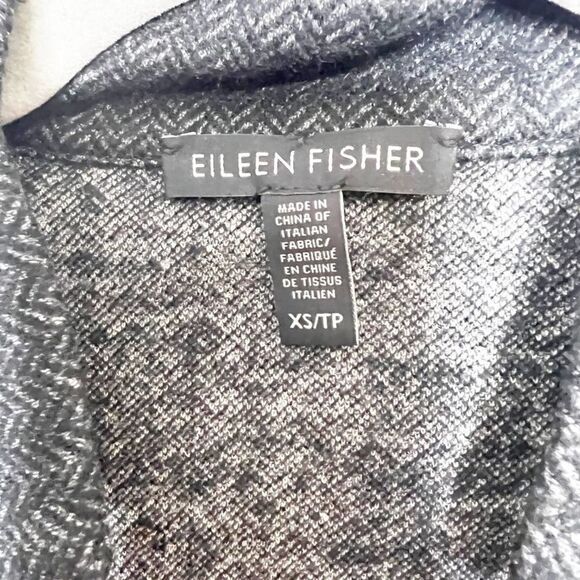 EILEEN FISHER
MADE IN
CHINA OF
ITALIAN
FABRIC/
FABRIQUÉ
EN CHINE
DE TISSUS
ITALIEN
XS/TP